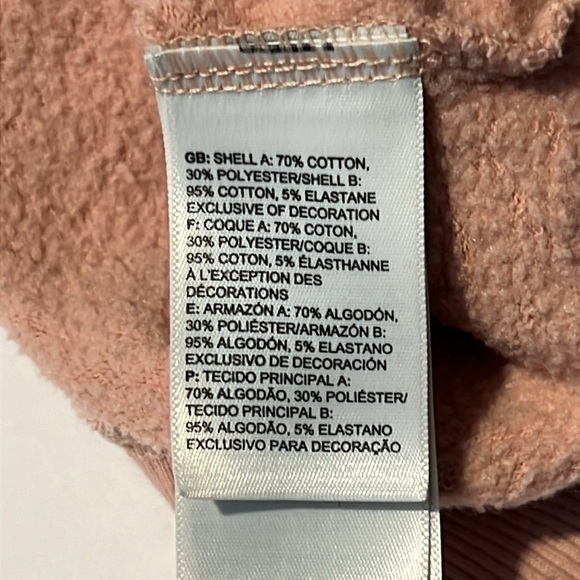 GB: SHELL A: 70% COTTON,
30% POLYESTER/SHELL B:
95% COTTON, 5% ELASTANE
EXCLUSIVE OF DECORATION
F: COQUE A: 70% COTON,
30% POLYESTER/COQUE B:
95% COTON, 5% ÉLASTHANNE
À L'EXCEPTION DES
DÉCORATIONS
E: ARMAZÓN A: 70% ALGODÓN,
30% POLIÉSTER/ARMAZÓN B:
95% ALGODÓN, 5% ELASTANO
EXCLUSIVO DE DECORACIÓN
P: TECIDO PRINCIPAL A:
70% ALGODÃO, 30% POLIÉSTER/
TECIDO PRINCIPAL B:
95% ALGODÃO, 5% ELASTANO
EXCLUSIVO PARA DECORAÇÃO